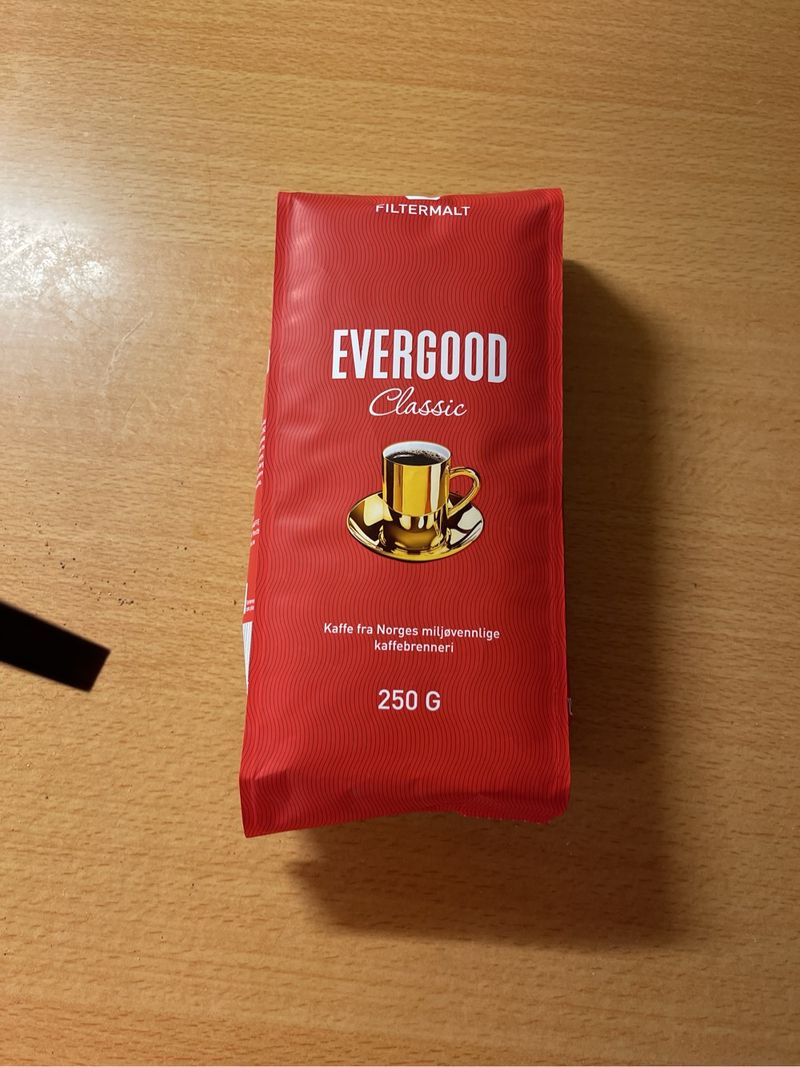 FILTERMALT
EVERGOOD
Classic
Kaffe fra Norges miljøvennlige
kaffebrenneri
250 G